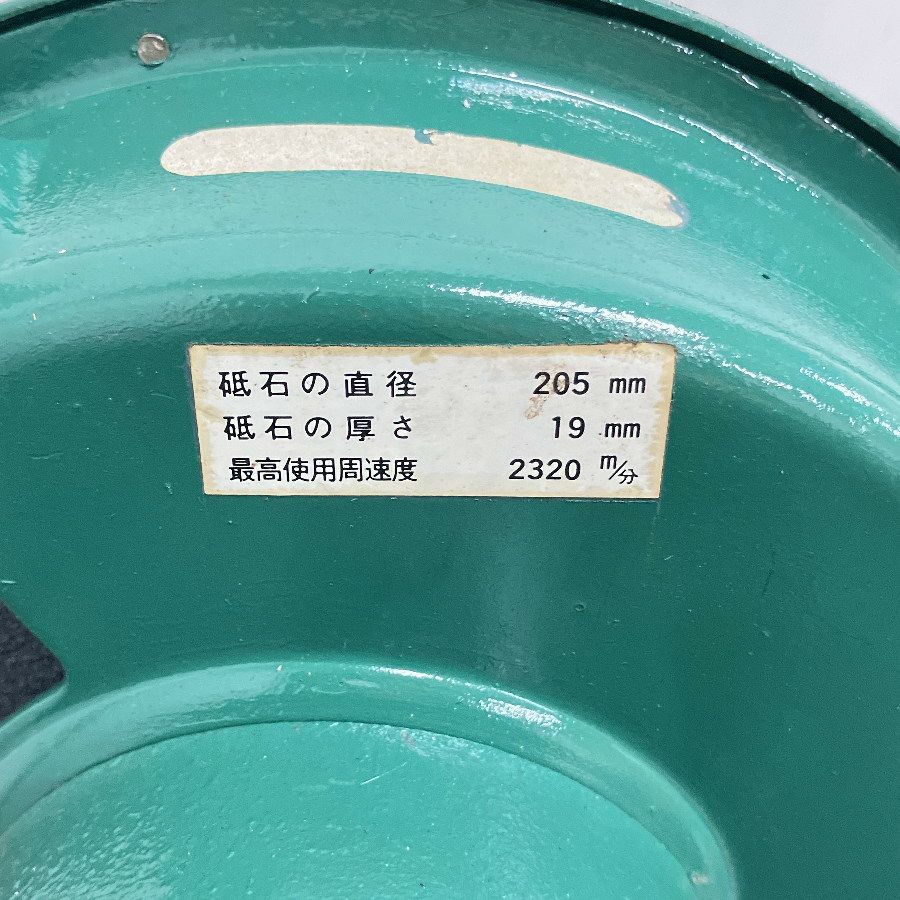 砥石の直径 205 mm
砥石の厚さ 19 mm
最高使用周速度 2320 m/分